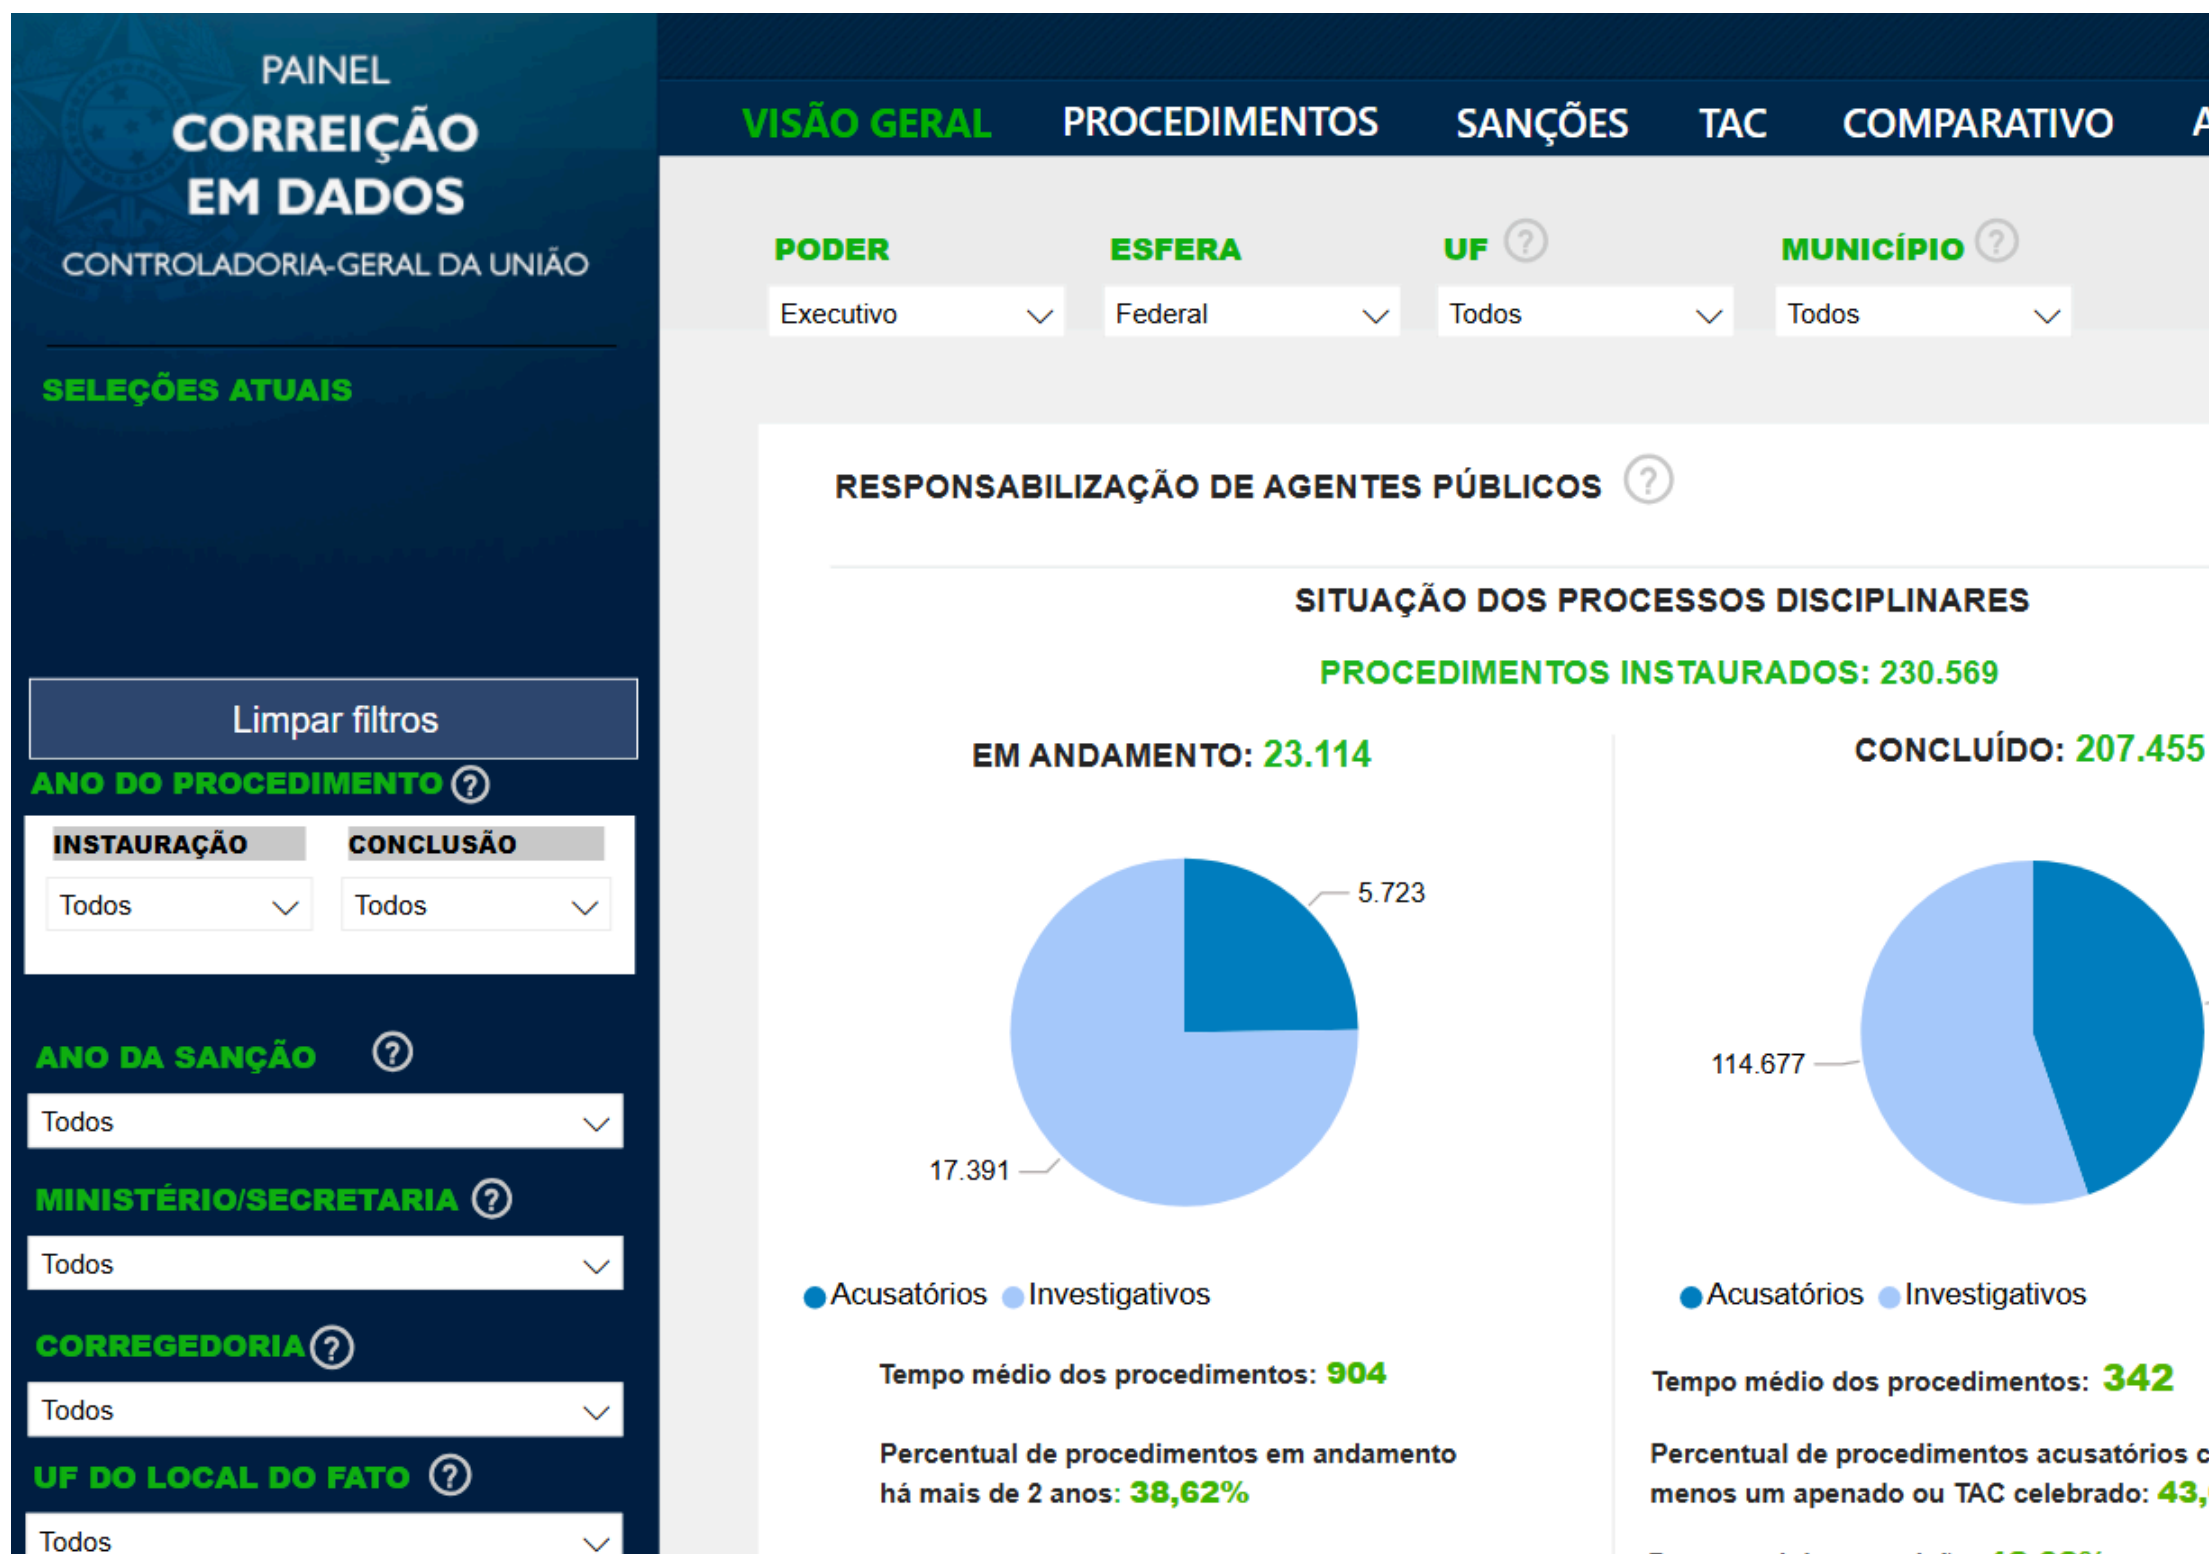 PAINEL
CORREIÇÃO
EM DADOS
CONTROLADORIA-GERAL DA UNIÃO
SELEÇÕES ATUAIS
Limpar filtros
ANO DO PROCEDIMENTO ?
INSTAURAÇÃO CONCLUSÃO
Todos Todos
ANO DA SANÇÃO ?
Todos
MINISTÉRIO/SECRETARIA ?
Todos
CORREGEDORIA ?
Todos
UF DO LOCAL DO FATO ?
Todos
VISÃO GERAL PROCEDIMENTOS SANÇÕES TAC COMPARATIVO
PODER ESFERA UF ? MUNICÍPIO ?
Executivo Federal Todos Todos
RESPONSABILIZAÇÃO DE AGENTES PÚBLICOS ?
SITUAÇÃO DOS PROCESSOS DISCIPLINARES
PROCEDIMENTOS INSTAURADOS: 230.569
EM ANDAMENTO: 23.114
5.723
17.391
Acusatórios Investigativos
Tempo médio dos procedimentos: 904
Percentual de procedimentos em andamento
há mais de 2 anos: 38,62%
CONCLUÍDO: 207.455
114.677
Acusatórios Investigativos
Tempo médio dos procedimentos: 342
Percentual de procedimentos acusatórios
menos um apenado ou TAC celebrado: 43,